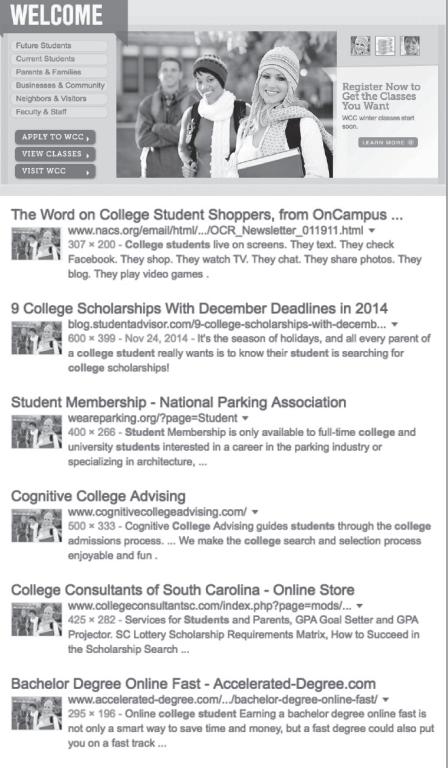 WELCOME
Future Students
Current Students
Parents & Families
Businesses & Community
Neighbors & Visitors
Faculty & Staff
APPLY TO WCC
VIEW CLASSES
VISIT WCC
Register Now to
Get the Classes
You Want
WCC winter classes start
soon.
LEARN MORE
The Word on College Student Shoppers, from OnCampus ...
www.nacs.org/email/html/.../OCR_Newsletter_011911.html
307 × 200 - College students live on screens. They text. They check
Facebook. They shop. They watch TV. They chat. They share photos. They
blog. They play video games .
9 College Scholarships With December Deadlines in 2014
blog.studentadvisor.com/9-college-scholarships-with-decemb...
600 × 399 - Nov 24, 2014 - It's the season of holidays, and all every parent of
a college student really wants is to know their student is searching for
college scholarships!
Student Membership - National Parking Association
weareparking.org/?page=Student
400 × 266 - Student Membership is only available to full-time college and
university students interested in a career in the parking industry or
specializing in architecture, ...
Cognitive College Advising
www.cognitivecollegeadvising.com/
500 × 333 - Cognitive College Advising guides students through the college
admissions process. ... We make the college search and selection process
enjoyable and fun .
College Consultants of South Carolina - Online Store
www.collegeconsultantsc.com/index.php?page=mods/...
425 × 282 - Services for Students and Parents, GPA Goal Setter and GPA
Projector. SC Lottery Scholarship Requirements Matrix, How to Succeed in
the Scholarship Search ...
Bachelor Degree Online Fast - Accelerated-Degree.com
www.accelerated-degree.com/.../bachelor-degree-online-fast/
295 × 196 - Online college student Earning a bachelor degree online fast is
not only a smart way to save time and money, but a fast degree could also put
you on a fast track ...